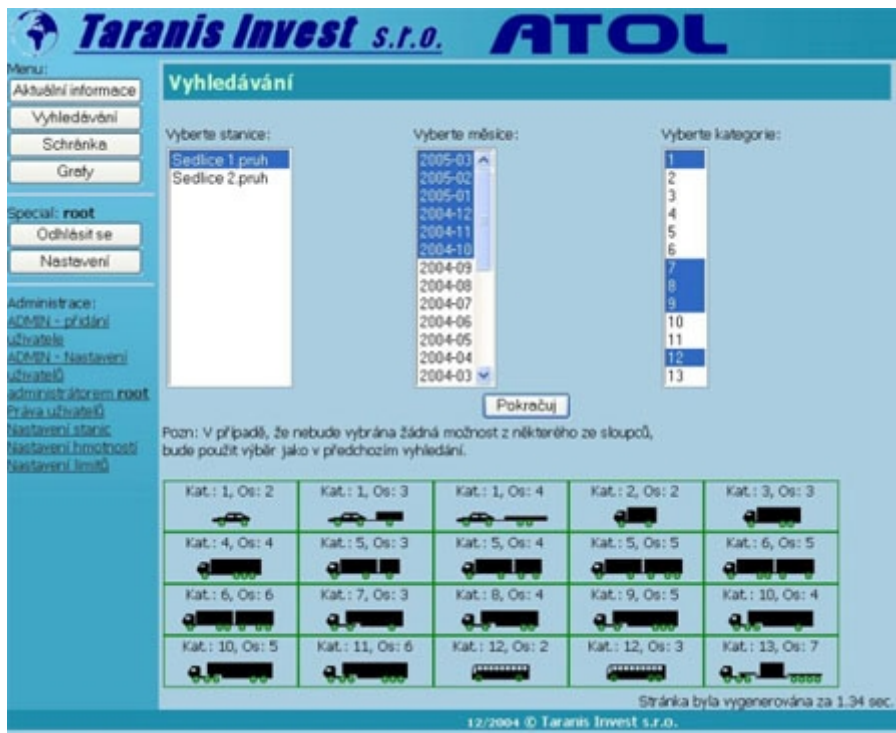 Taranis Invest s.r.o. ATOL
Menu:
Aktuální informace
Vyhledávání
Schránka
Grafy
Special: root
Odhlásit se
Nastavení
Administrace:
ADMIN - přidání
uživatele
ADMIN - Nastavení
uživatelů
administrátorem root
Práva uživatelů
Nastavení stanic
Nastavení hmotností
Nastavení limitů
Vyhledávání
Vyberte stanice:
Sedlice 1.pruh
Sedlice 2.pruh
Vyberte měsíce:
2005-03
2005-02
2005-01
2004-12
2004-11
2004-10
2004-09
2004-08
2004-07
2004-06
2004-05
2004-04
2004-03
Vyberte kategorie:
1
2
3
4
5
6
7
8
9
10
11
12
13
Pokračuj
Pozn: V případě, že nebude vybrána žádná možnost z některého ze sloupců,
bude použit výběr jako v předchozím vyhledání.
Kat.: 1, Os: 2 Kat.: 1, Os: 3 Kat.: 1, Os: 4 Kat.: 2, Os: 2 Kat.: 3, Os: 3
Kat.: 4, Os: 4 Kat.: 5, Os: 3 Kat.: 5, Os: 4 Kat.: 5, Os: 5 Kat.: 6, Os: 5
Kat.: 6, Os: 6 Kat.: 7, Os: 3 Kat.: 8, Os: 4 Kat.: 9, Os: 5 Kat.: 10, Os: 4
Kat.: 10, Os: 5 Kat.: 11, Os: 6 Kat.: 12, Os: 2 Kat.: 12, Os: 3 Kat.: 13, Os: 7
Stránka byla vygenerována za 1.34 sec.
12/2004 © Taranis Invest s.r.o.